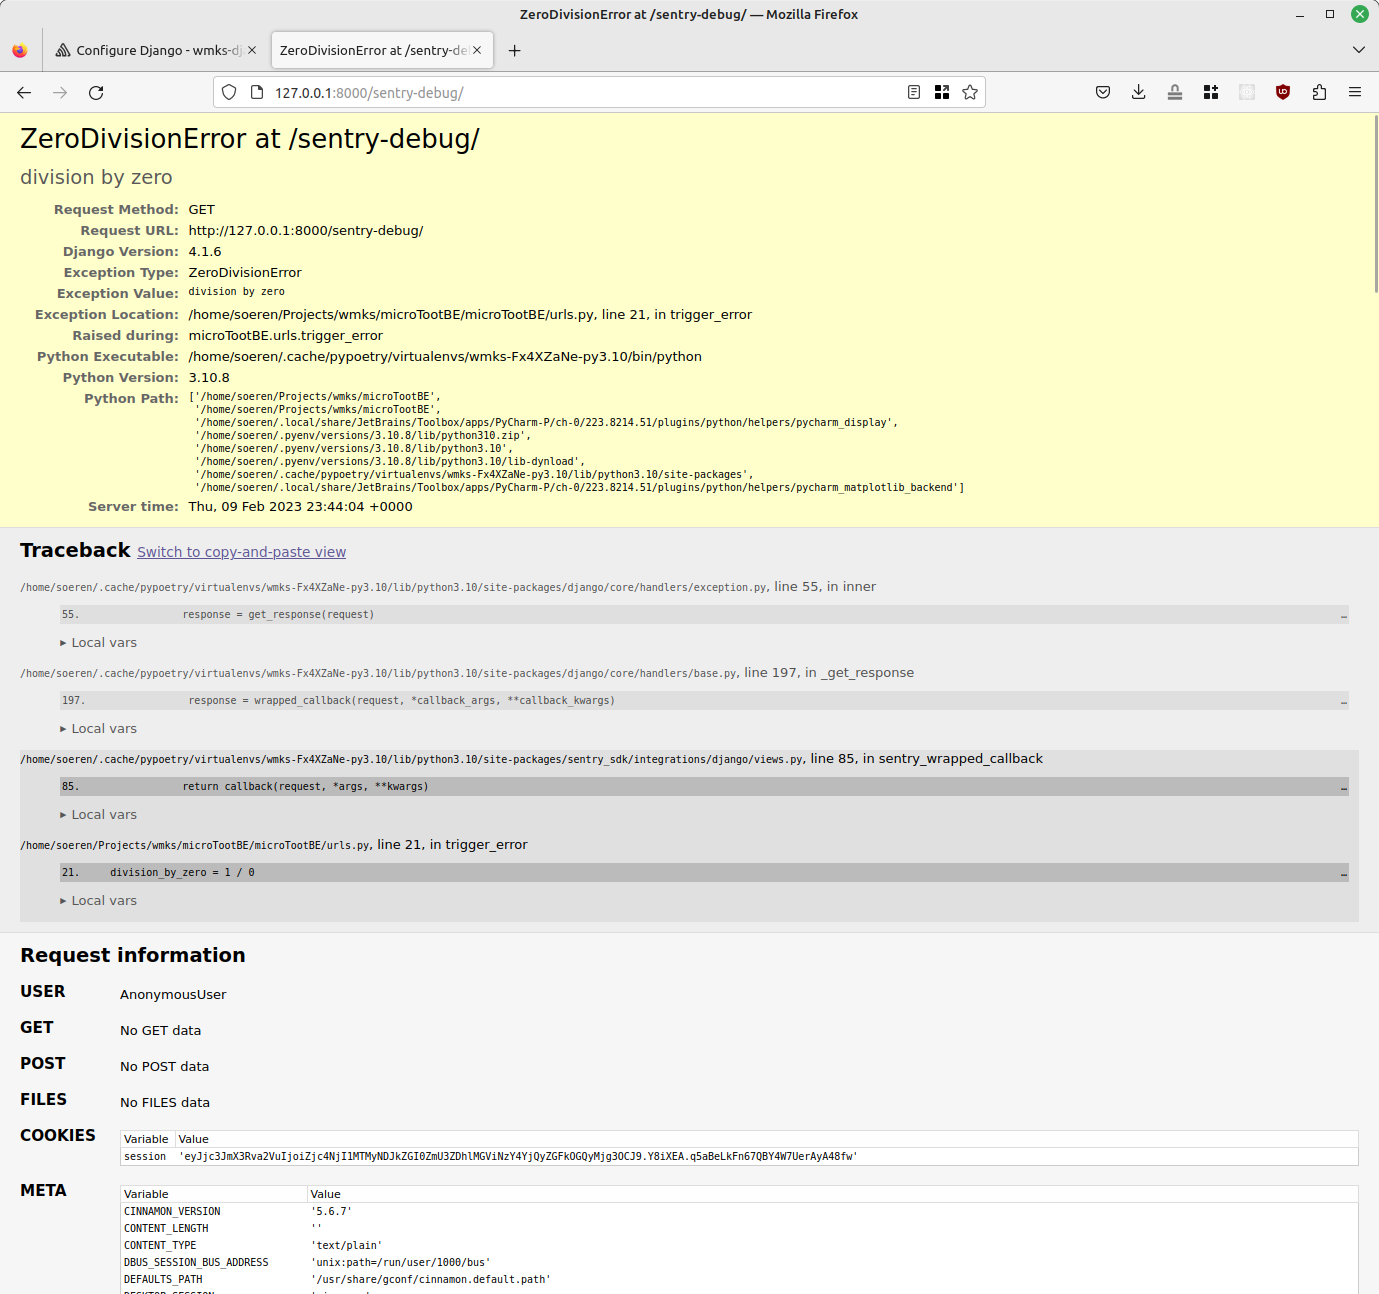 ZeroDivisionError at /sentry-debug/ — Mozilla Firefox
Configure Django - wmks-dj
ZeroDivisionError at /sentry-de
127.0.0.1:8000/sentry-debug/
ZeroDivisionError at /sentry-debug/
division by zero
Request Method: GET
Request URL: http://127.0.0.1:8000/sentry-debug/
Django Version: 4.1.6
Exception Type: ZeroDivisionError
Exception Value: division by zero
Exception Location: /home/soeren/Projects/wmks/microTootBE/microTootBE/urls.py, line 21, in trigger_error
Raised during: microTootBE.urls.trigger_error
Python Executable: /home/soeren/.cache/pypoetry/virtualenvs/wmks-Fx4XZaNe-py3.10/bin/python
Python Version: 3.10.8
Python Path: ['/home/soeren/Projects/wmks/microTootBE',
'/home/soeren/Projects/wmks/microTootBE',
'/home/soeren/.local/share/JetBrains/Toolbox/apps/PyCharm-P/ch-0/223.8214.51/plugins/python/helpers/pycharm_display',
'/home/soeren/.pyenv/versions/3.10.8/lib/python310.zip',
'/home/soeren/.pyenv/versions/3.10.8/lib/python3.10',
'/home/soeren/.pyenv/versions/3.10.8/lib/python3.10/lib-dynload',
'/home/soeren/.cache/pypoetry/virtualenvs/wmks-Fx4XZaNe-py3.10/lib/python3.10/site-packages',
'/home/soeren/.local/share/JetBrains/Toolbox/apps/PyCharm-P/ch-0/223.8214.51/plugins/python/helpers/pycharm_matplotlib_backend']
Server time: Thu, 09 Feb 2023 23:44:04 +0000
Traceback Switch to copy-and-paste view
/home/soeren/.cache/pypoetry/virtualenvs/wmks-Fx4XZaNe-py3.10/lib/python3.10/site-packages/django/core/handlers/exception.py, line 55, in inner
55. response = get_response(request) …
▸ Local vars
/home/soeren/.cache/pypoetry/virtualenvs/wmks-Fx4XZaNe-py3.10/lib/python3.10/site-packages/django/core/handlers/base.py, line 197, in _get_response
197. response = wrapped_callback(request, *callback_args, **callback_kwargs) …
▸ Local vars
/home/soeren/.cache/pypoetry/virtualenvs/wmks-Fx4XZaNe-py3.10/lib/python3.10/site-packages/sentry_sdk/integrations/django/views.py, line 85, in sentry_wrapped_callback
85. return callback(request, *args, **kwargs) …
▸ Local vars
/home/soeren/Projects/wmks/microTootBE/microTootBE/urls.py, line 21, in trigger_error
21. division_by_zero = 1 / 0 …
▸ Local vars
Request information
USER AnonymousUser
GET No GET data
POST No POST data
FILES No FILES data
COOKIES Variable Value
session 'eyJjc3JmX3Rva2VuIjoiZjc4NjI1MTMyNDJkZGI0ZmU3ZDhlMGViNzY4YjQyZGFkOGQyMjg3OCJ9.Y8iXEA.q5aBeLkFn67QBY4W7UerAyA48fw'
META Variable Value
CINNAMON_VERSION '5.6.7'
CONTENT_LENGTH ''
CONTENT_TYPE 'text/plain'
DBUS_SESSION_BUS_ADDRESS 'unix:path=/run/user/1000/bus'
DEFAULTS_PATH '/usr/share/gconf/cinnamon.default.path'